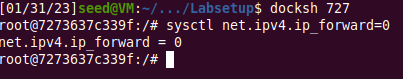 [01/31/23]seed@VM:~/.../Labsetup$ docksh 727
root@7273637c339f:/# sysctl net.ipv4.ip_forward=0
net.ipv4.ip_forward = 0
root@7273637c339f:/#